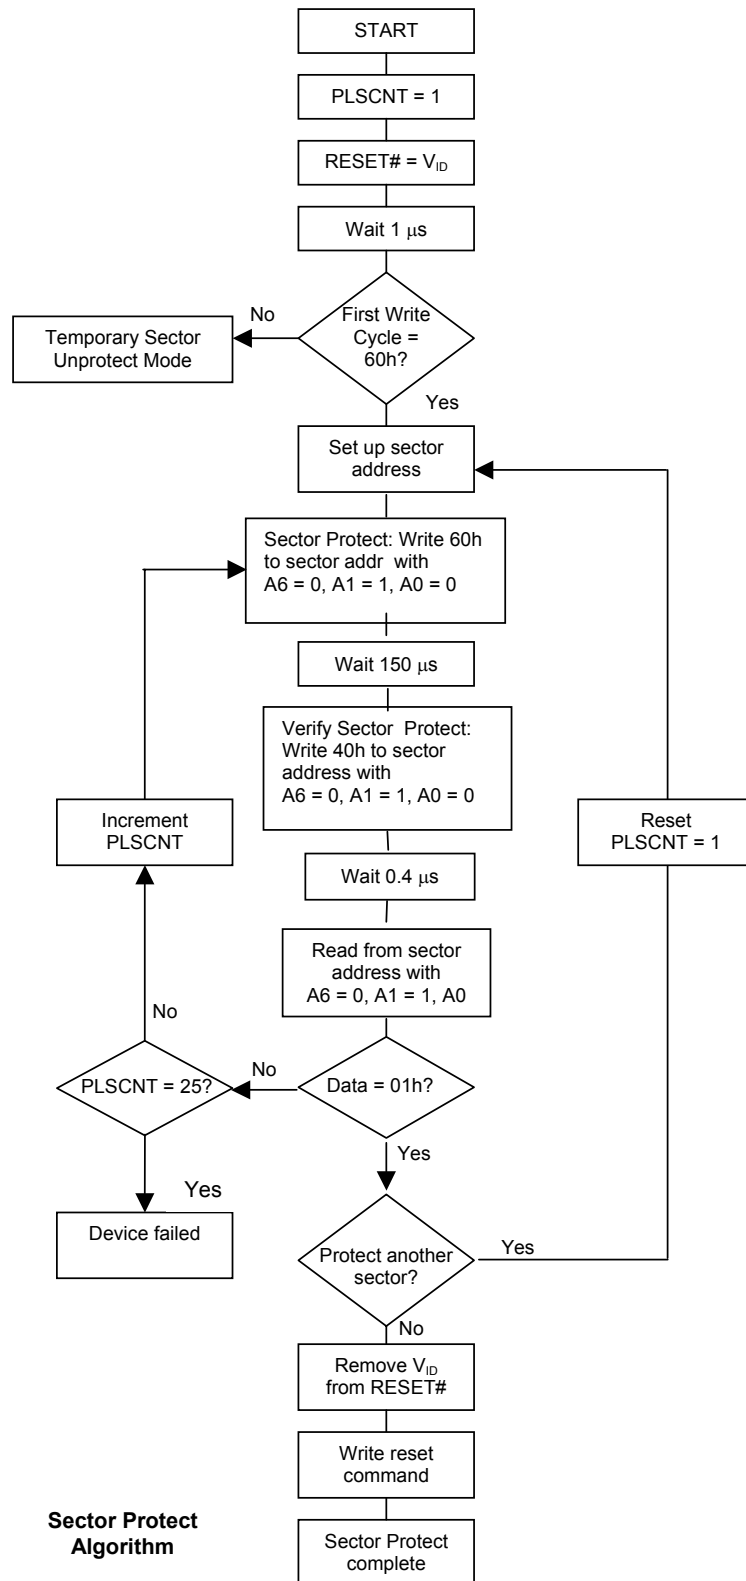 START
PLSCNT = 1
RESET# = VID
Wait 1 μs
No
First Write
Cycle =
60h?
Temporary Sector
Unprotect Mode
Yes
Set up sector
address
Sector Protect: Write 60h
to sector addr with
A6 = 0, A1 = 1, A0 = 0
Wait 150 μs
Verify Sector Protect:
Write 40h to sector
address with
A6 = 0, A1 = 1, A0 = 0
Increment
PLSCNT
Reset
PLSCNT = 1
Wait 0.4 μs
Read from sector
address with
A6 = 0, A1 = 1, A0
No
PLSCNT = 25?
No
Data = 01h?
Yes
Yes
Device failed
Protect another
sector?
Yes
No
Remove VID
from RESET#
Write reset
command
Sector Protect
Algorithm
Sector Protect
complete